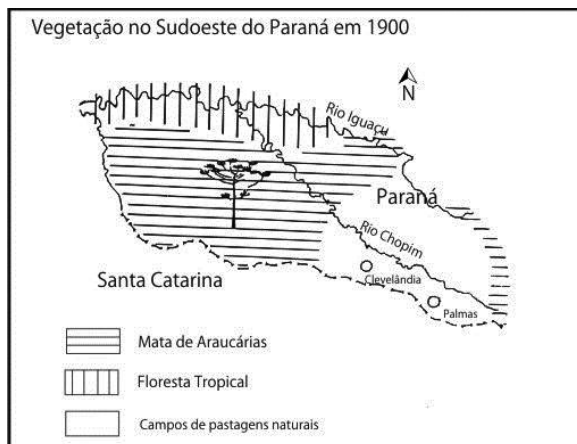 Vegetação no Sudoeste do Paraná em 1900
N
Rio Iguaçu
Paraná
Rio Chopim
Santa Catarina
Clevelândia
Palmas
Mata de Araucárias
Floresta Tropical
Campos de pastagens naturais